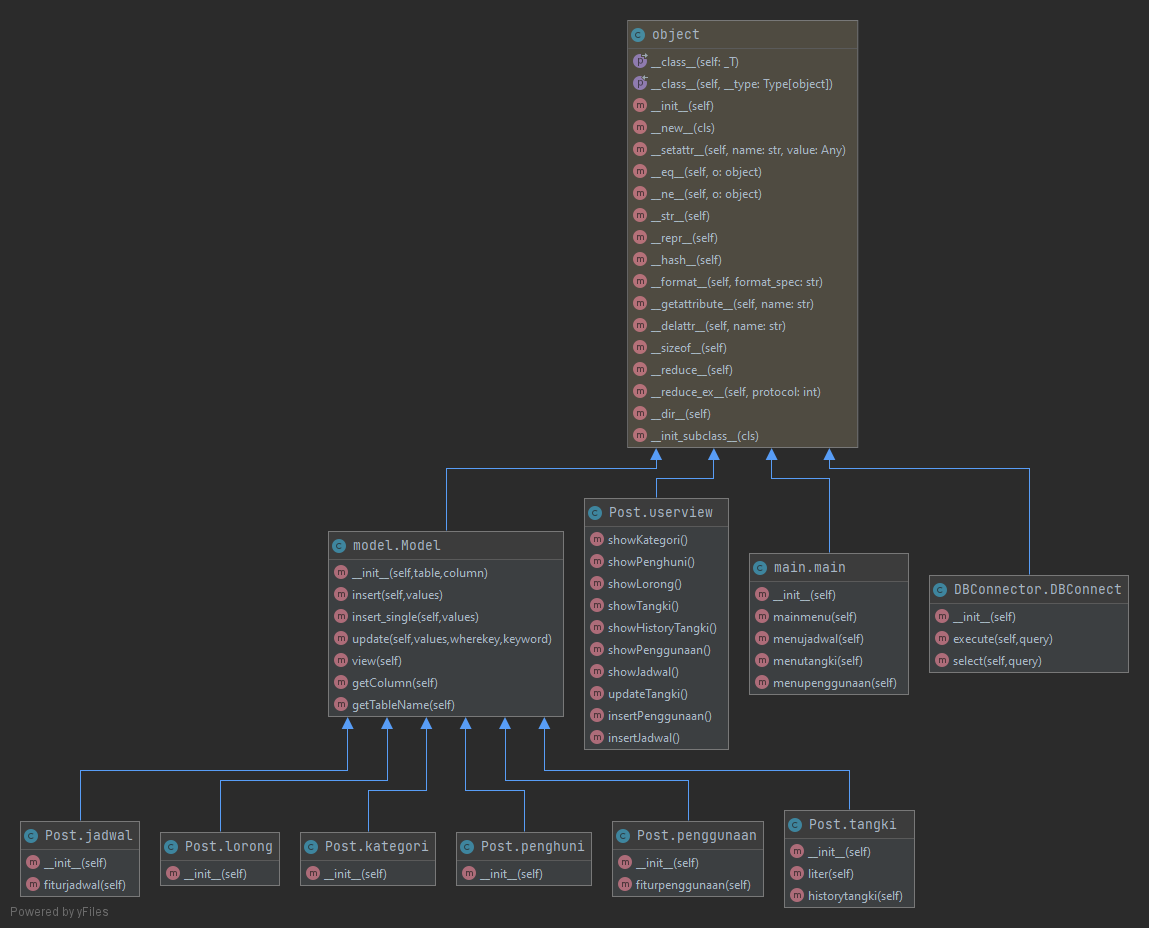 object
__class__(self: _T)
__class__(self, __type: Type[object])
__init__(self)
__new__(cls)
__setattr__(self, name: str, value: Any)
__eq__(self, o: object)
__ne__(self, o: object)
__str__(self)
__repr__(self)
__hash__(self)
__format__(self, format_spec: str)
__getattribute__(self, name: str)
__delattr__(self, name: str)
__sizeof__(self)
__reduce__(self)
__reduce_ex__(self, protocol: int)
__dir__(self)
__init_subclass__(cls)
model.Model
__init__(self,table,column)
insert(self,values)
insert_single(self,values)
update(self,values,wherekey,keyword)
view(self)
getColumn(self)
getTableName(self)
Post.userview
showKategori()
showPenghuni()
showLorong()
showTangki()
showHistoryTangki()
showPenggunaan()
showJadwal()
updateTangki()
insertPenggunaan()
insertJadwal()
main.main
__init__(self)
mainmenu(self)
menujadwal(self)
menutangki(self)
menupenggunaan(self)
DBConnector.DBConnect
__init__(self)
execute(self,query)
select(self,query)
Post.jadwal
__init__(self)
fiturjadwal(self)
Post.lorong
__init__(self)
Post.kategori
__init__(self)
Post.penghuni
__init__(self)
Post.penggunaan
__init__(self)
fiturpenggunaan(self)
Post.tangki
__init__(self)
liter(self)
historytangki(self)
Powered by yFiles